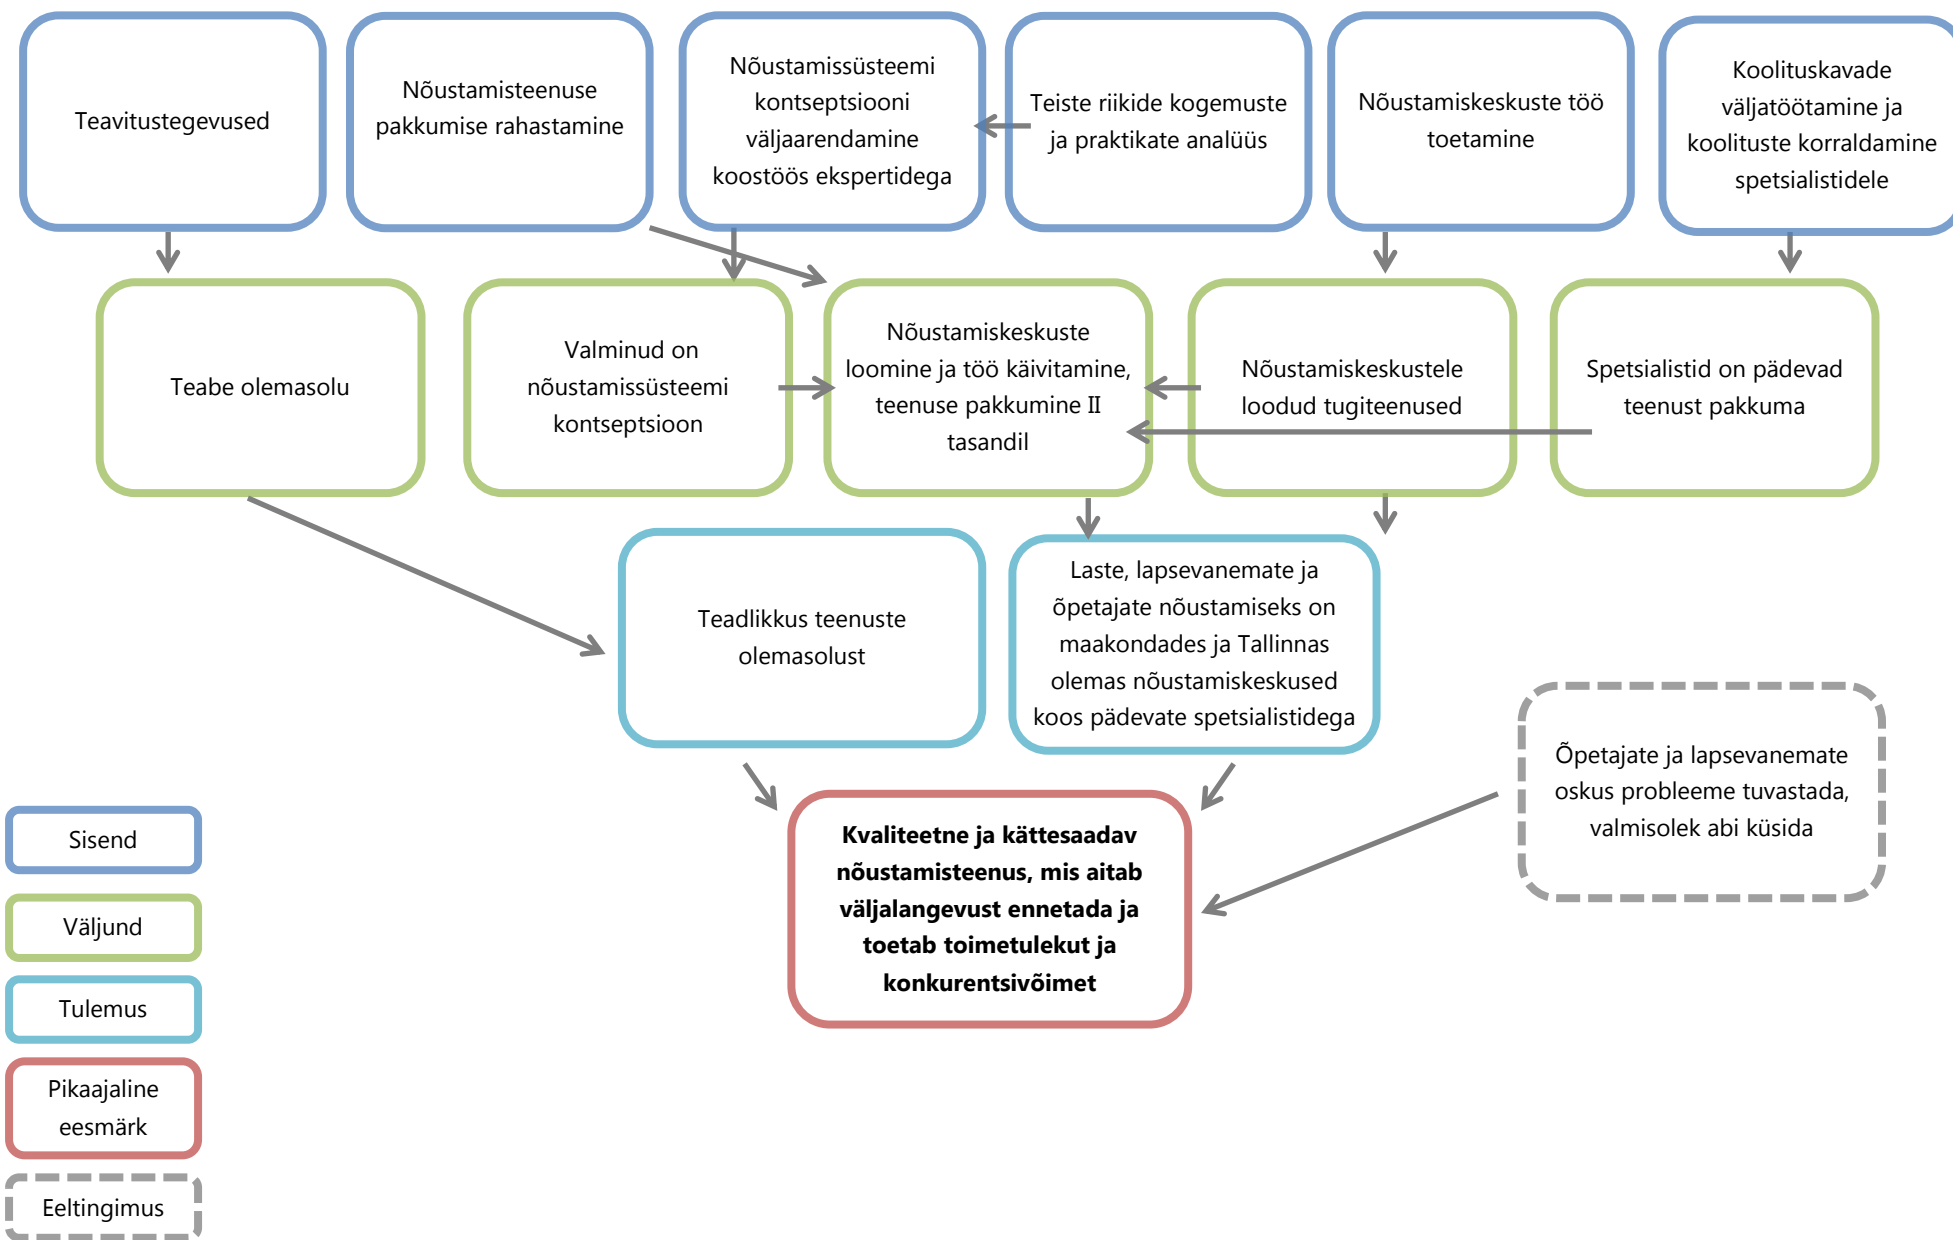 Teavitustegevused
Nõustamisteenuse
pakkumise rahastamine
Nõustamissüsteemi
kontseptsiooni
väljaarendamine
koostöös ekspertidega
Teiste riikide kogemuste
ja praktikate analüüs
Nõustamiskeskuste töö
toetamine
Koolituskavade
väljatöötamine ja
koolituste korraldamine
spetsialistidele
Teabe olemasolu
Valminud on
nõustamissüsteemi
kontseptsioon
Nõustamiskeskuste
loomine ja töö käivitamine,
teenuse pakkumine II
tasandil
Nõustamiskeskustele
loodud tugiteenused
Spetsialistid on pädevad
teenust pakkuma
Teadlikkus teenuste
olemasolust
Laste, lapsevanemate ja
õpetajate nõustamiseks on
maakondades ja Tallinnas
olemas nõustamiskeskused
koos pädevate spetsialistidega
Õpetajate ja lapsevanemate
oskus probleeme tuvastada,
valmisolek abi küsida
Kvaliteetne ja kättesaadav
nõustamisteenus, mis aitab
väljalangevust ennetada ja
toetab toimetulekut ja
konkurentsivõimet
Sisend
Väljund
Tulemus
Pikaajaline
eesmärk
Eeltingimus